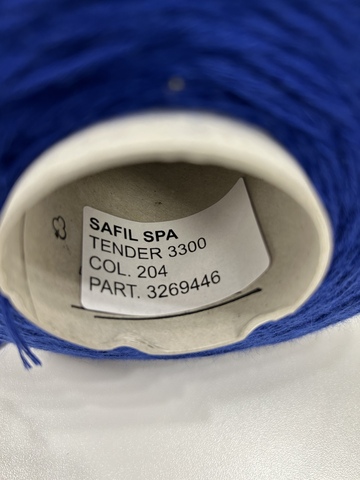 SAFIL SPA
TENDER 3300
COL. 204
PART. 3269446